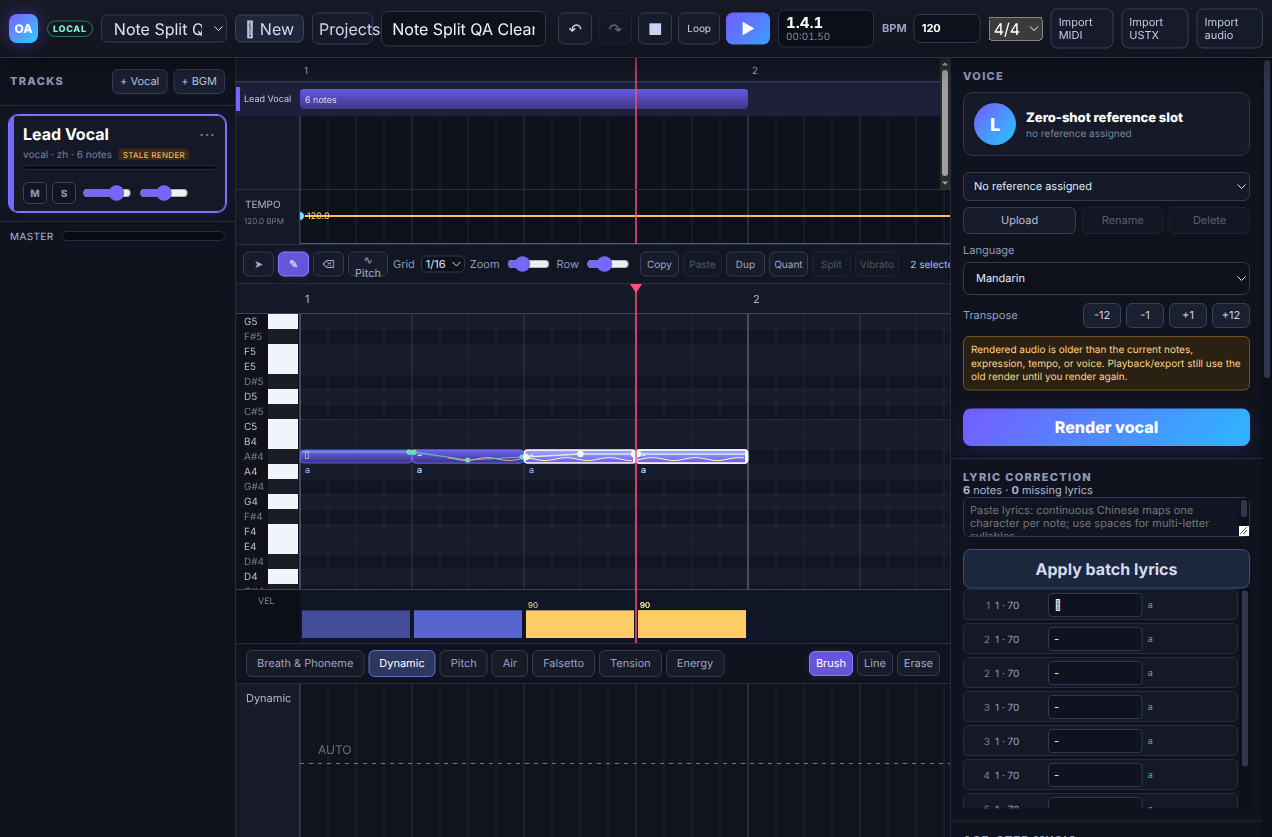 OA LOCAL Note Split Q New Projects Note Split QA Clear Loop 1.4.1 00:01.50 BPM 120 4/4 Import MIDI Import USTX Import audio
TRACKS + Vocal + BGM
Lead Vocal ...
vocal · zh · 6 notes STALE RENDER
M S
MASTER
1 2
Lead Vocal 6 notes
TEMPO
120.0 BPM 120.0
Pitch Grid 1/16 Zoom Row Copy Paste Dup Quant Split Vibrato 2 selecte
1 2
G5
F#5
F5
E5
D#5
D5
C#5
C5
B4
A#4 -
A4 a a a a
G#4
G4
F#4
F4
E4
D#4
D4
VEL 90 90
Breath & Phoneme Dynamic Pitch Air Falsetto Tension Energy Brush Line Erase
Dynamic
AUTO
VOICE
L Zero-shot reference slot
no reference assigned
No reference assigned
Upload Rename Delete
Language
Mandarin
Transpose -12 -1 +1 +12
Rendered audio is older than the current notes,
expression, tempo, or voice. Playback/export still use the
old render until you render again.
Render vocal
LYRIC CORRECTION
6 notes · 0 missing lyrics
Paste lyrics: continuous Chinese maps one
character per note; use spaces for multi-letter
syllables.
Apply batch lyrics
1 1 · 70 a
2 1 · 70 - a
2 1 · 70 - a
3 1 · 70 - a
3 1 · 70 - a
4 1 · 70 - a